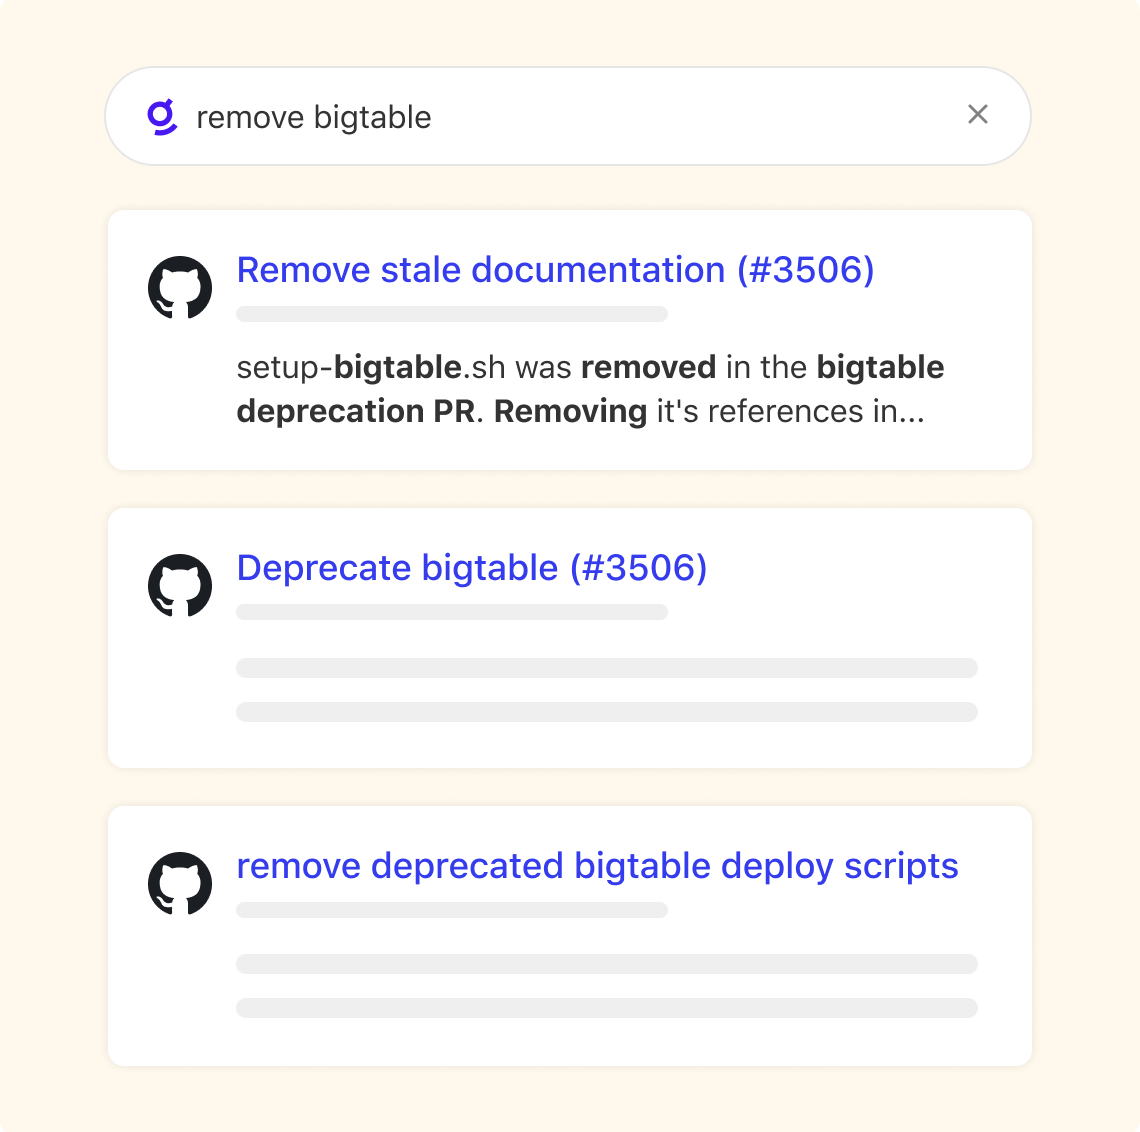 remove bigtable
Remove stale documentation (#3506)
setup-bigtable.sh was removed in the bigtable
deprecation PR. Removing it's references in...
Deprecate bigtable (#3506)
remove deprecated bigtable deploy scripts